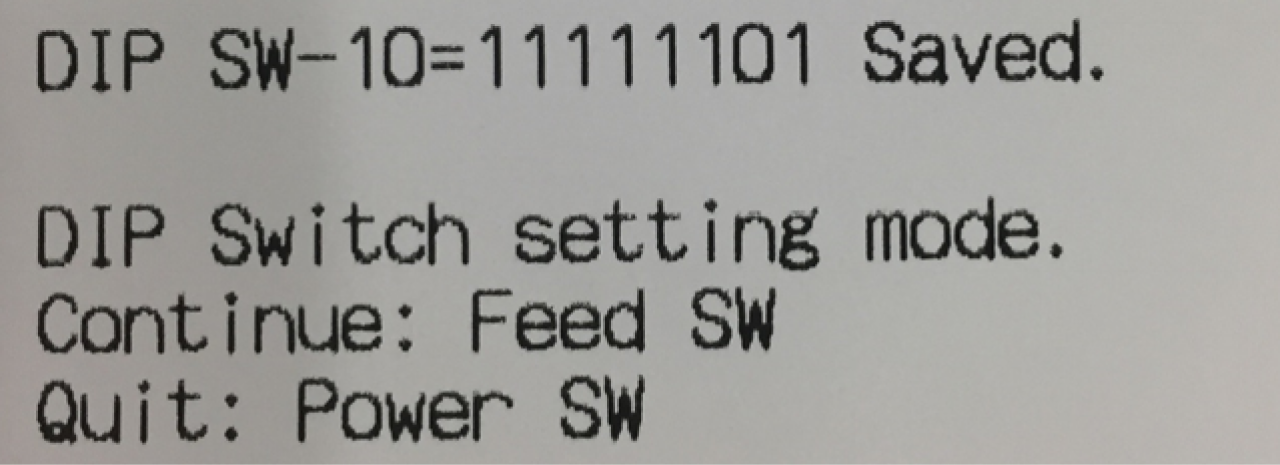 DIP SW-10=11111101 Saved.
DIP Switch setting mode.
Continue: Feed SW
Quit: Power SW